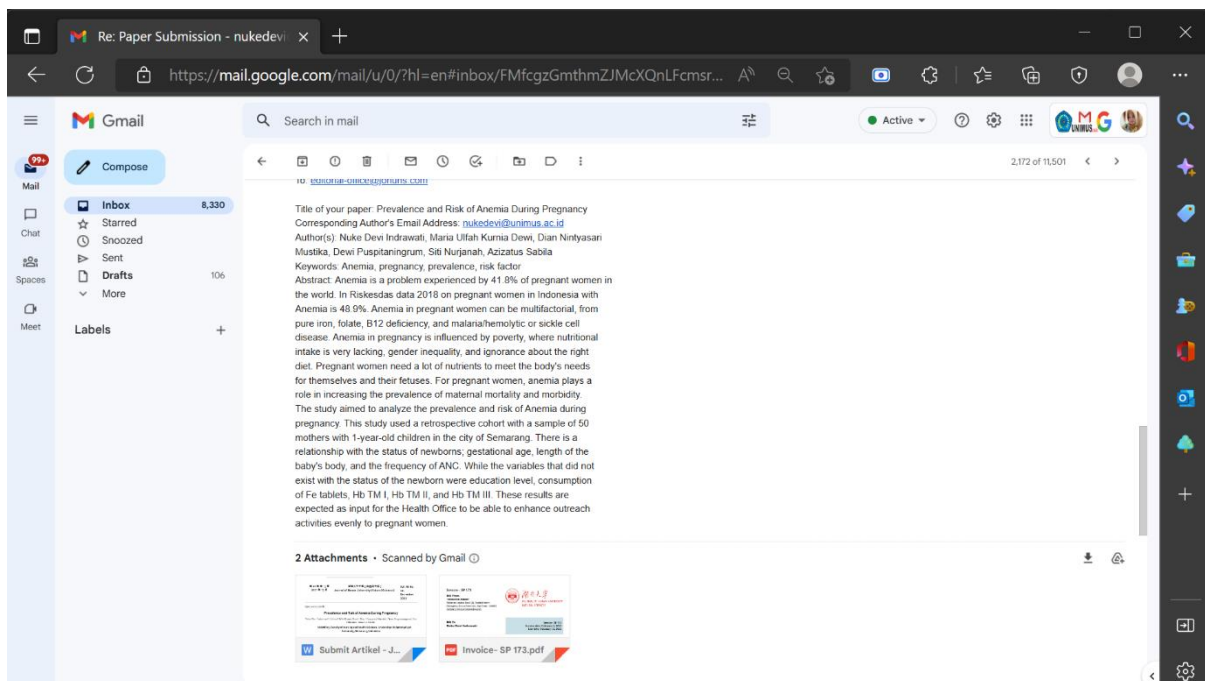 Re: Paper Submission - nukedevi
https://mail.google.com/mail/u/0/?hl=en#inbox/FMfcgzGmthmZJMcXQnLFcmsr...
Gmail
Search in mail
Active
UNIMUS
99+
Mail
Compose
2,172 of 11,501
To: editorial-office@jonuns.com
Inbox 8,330
Starred
Snoozed
Sent
Drafts 106
More
Labels
Chat
Spaces
Meet
Title of your paper: Prevalence and Risk of Anemia During Pregnancy
Corresponding Author's Email Address: nukedevi@unimus.ac.id
Author(s): Nuke Devi Indrawati, Maria Ulfah Kurnia Dewi, Dian Nintyasari
Mustika, Dewi Puspitaningrum, Siti Nurjanah, Azizatus Sabila
Keywords: Anemia, pregnancy, prevalence, risk factor
Abstract: Anemia is a problem experienced by 41.8% of pregnant women in
the world. In Riskesdas data 2018 on pregnant women in Indonesia with
Anemia is 48.9%. Anemia in pregnant women can be multifactorial, from
pure iron, folate, B12 deficiency, and malaria/hemolytic or sickle cell
disease. Anemia in pregnancy is influenced by poverty, where nutritional
intake is very lacking, gender inequality, and ignorance about the right
diet. Pregnant women need a lot of nutrients to meet the body's needs
for themselves and their fetuses. For pregnant women, anemia plays a
role in increasing the prevalence of maternal mortality and morbidity.
The study aimed to analyze the prevalence and risk of Anemia during
pregnancy. This study used a retrospective cohort with a sample of 50
mothers with 1-year-old children in the city of Semarang. There is a
relationship with the status of newborns; gestational age, length of the
baby's body, and the frequency of ANC. While the variables that did not
exist with the status of the newborn were education level, consumption
of Fe tablets, Hb TM I, Hb TM II, and Hb TM III. These results are
expected as input for the Health Office to be able to enhance outreach
activities evenly to pregnant women.
2 Attachments • Scanned by Gmail
Prevalence and Risk of Anemia During Pregnancy
W Submit Artikel - J...
PDF Invoice- SP 173.pdf